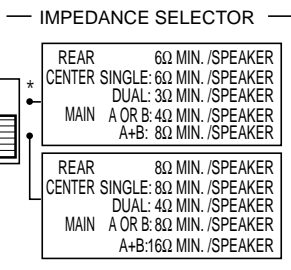 IMPEDANCE SELECTOR
REAR 6Ω MIN. /SPEAKER
CENTER SINGLE: 6Ω MIN. /SPEAKER
DUAL: 3Ω MIN. /SPEAKER
MAIN A OR B: 4Ω MIN. /SPEAKER
A+B: 8Ω MIN. /SPEAKER
*
REAR 8Ω MIN. /SPEAKER
CENTER SINGLE: 8Ω MIN. /SPEAKER
DUAL: 4Ω MIN. /SPEAKER
MAIN A OR B: 8Ω MIN. /SPEAKER
A+B:16Ω MIN. /SPEAKER